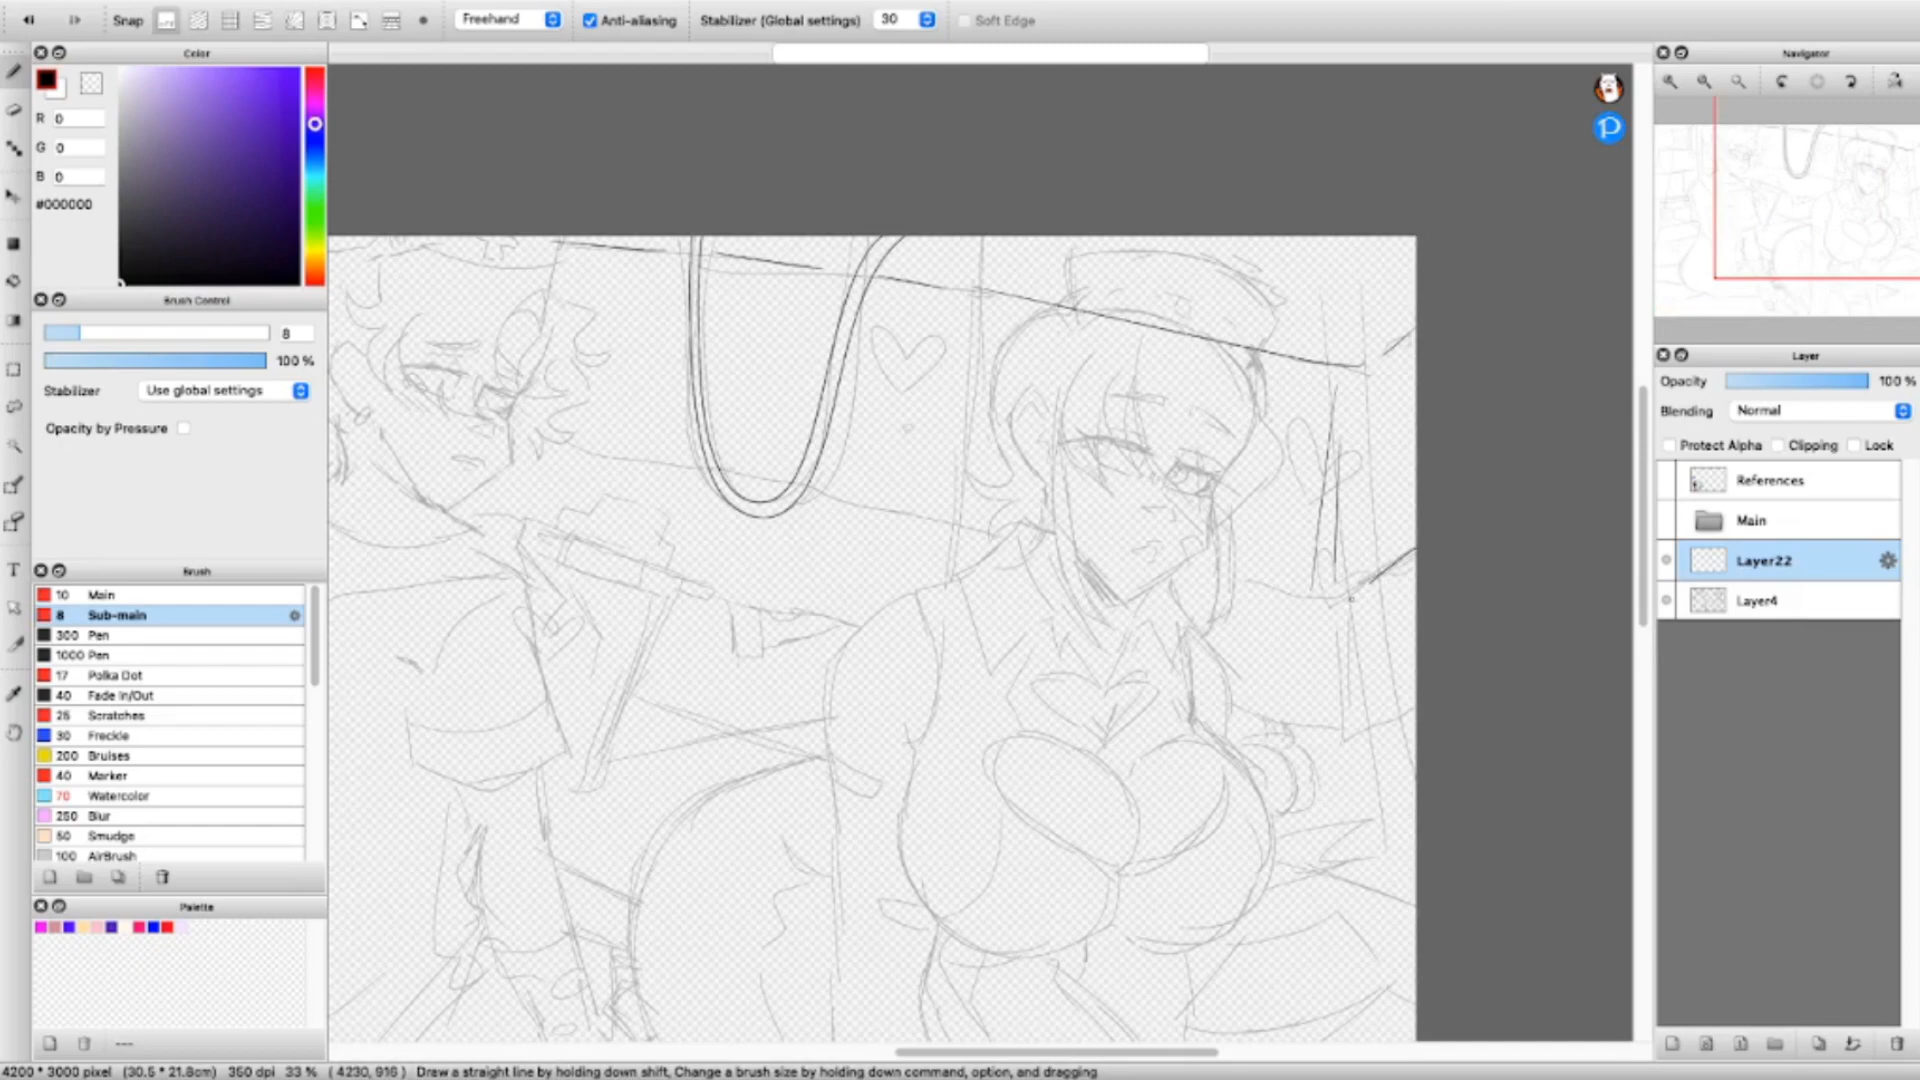 Snap Freehand Anti-aliasing Stabilizer (Global settings) 30 Soft Edge
Color
R 0
G 0
B 0
#000000
Brush Control
8
100 %
Stabilizer Use global settings
Opacity by Pressure
Brush
10 Main
8 Sub-main
300 Pen
1000 Pen
17 Polka Dot
40 Fade In/Out
25 Scratches
30 Freckle
200 Bruises
40 Marker
70 Watercolor
250 Blur
50 Smudge
100 AirBrush
Palette
---
Navigator
Layer
Opacity 100 %
Blending Normal
Protect Alpha Clipping Lock
References
Main
Layer22
Layer4
4200 * 3000 pixel (30.5 * 21.8cm) 350 dpi 33 % ( 4230, 916 ) Draw a straight line by holding down shift, Change a brush size by holding down command, option, and dragging